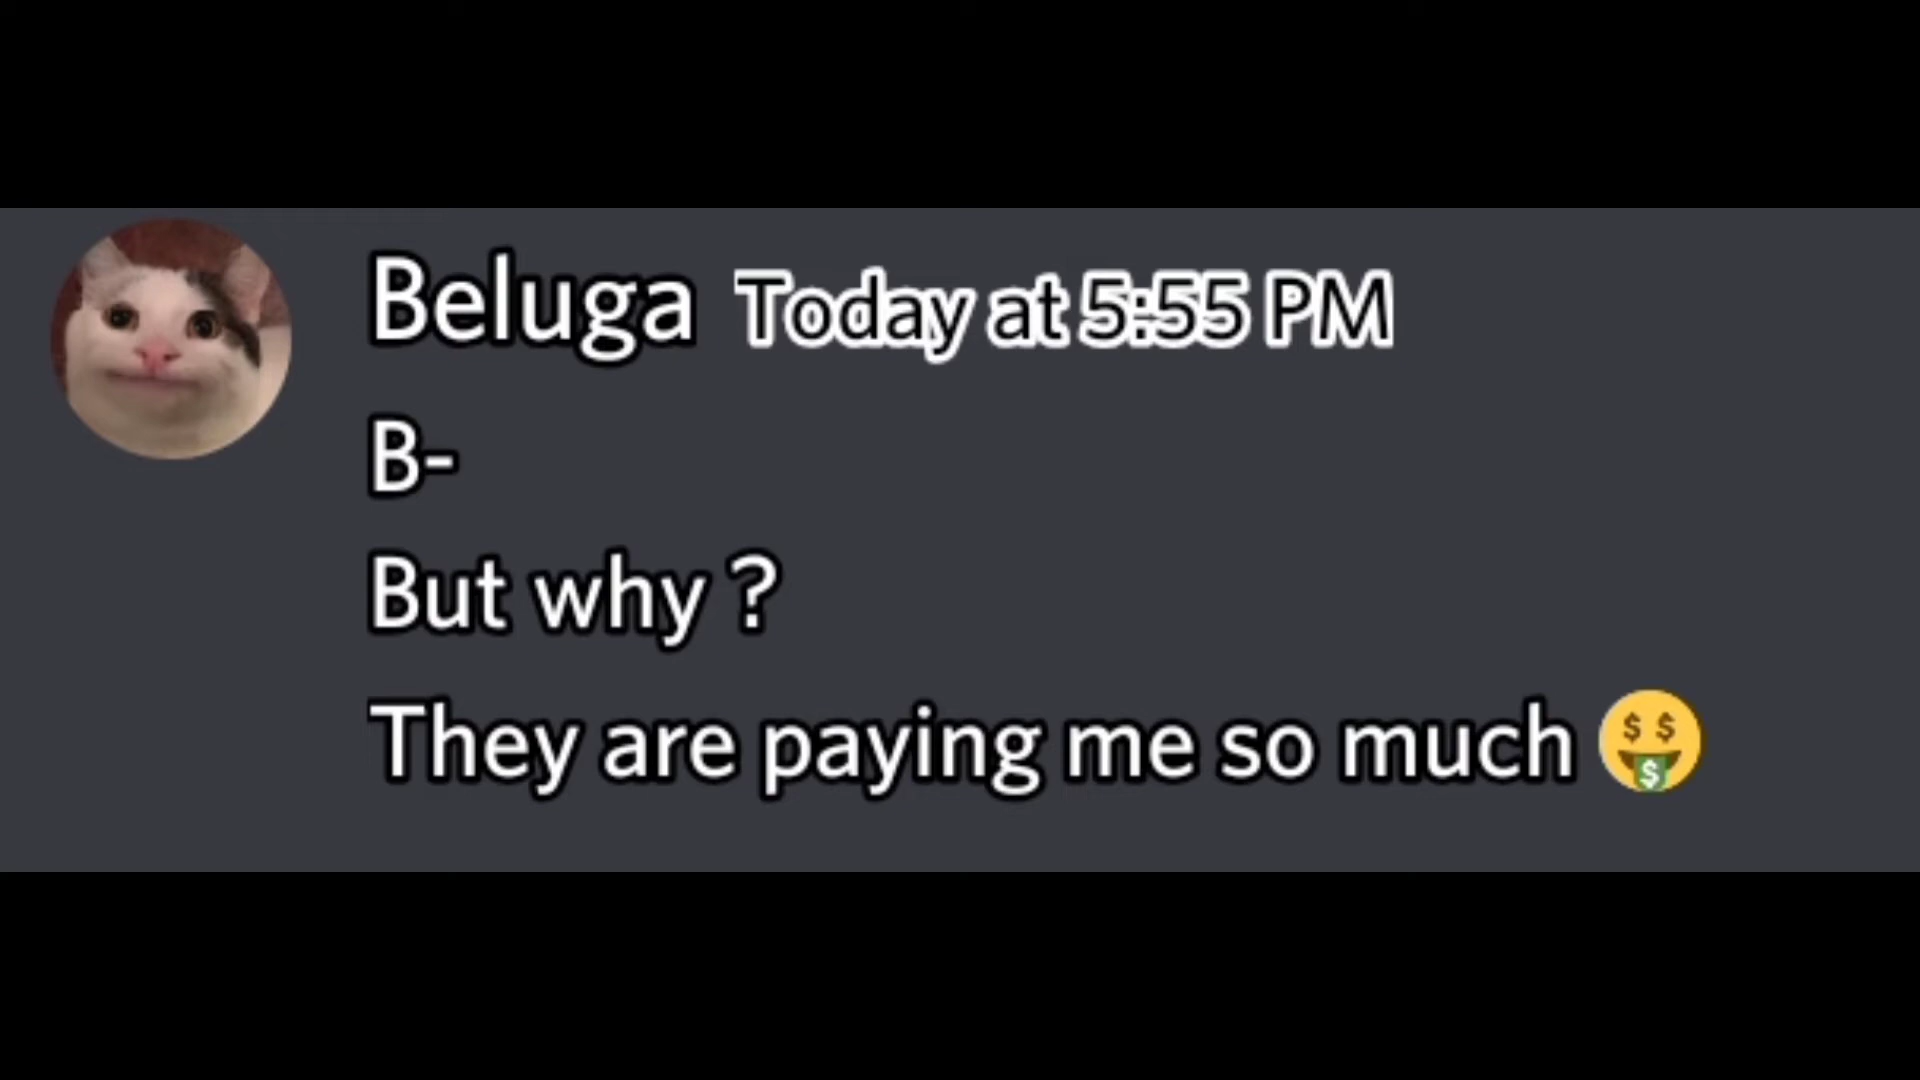 Beluga Today at 5:55 PM
B-
But why ?
They are paying me so much 🤑